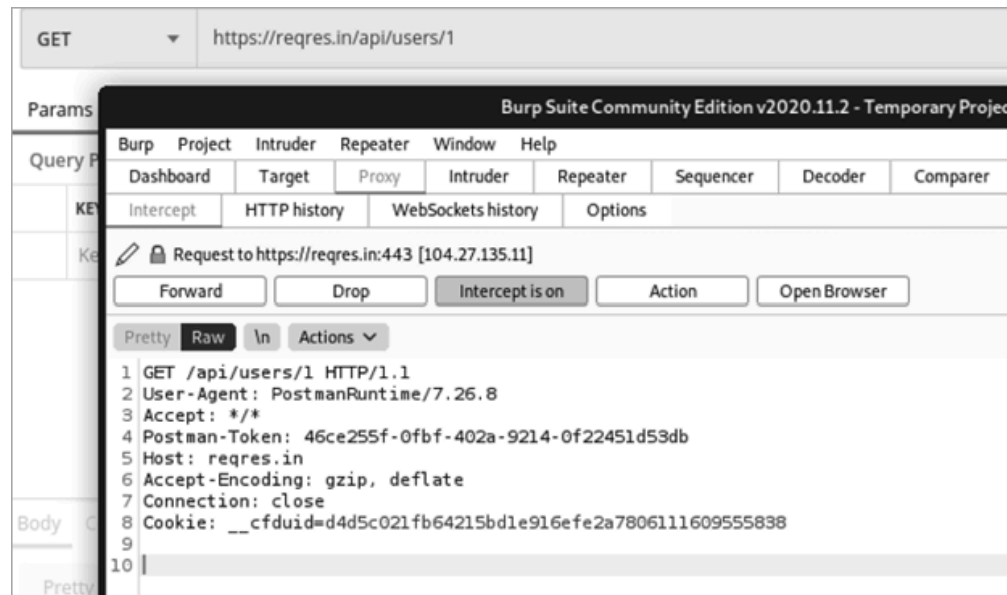 GET https://reqres.in/api/users/1
Params
Burp Suite Community Edition v2020.11.2 - Temporary Projec
Burp Project Intruder Repeater Window Help
Query P
Dashboard Target Proxy Intruder Repeater Sequencer Decoder Comparer
KEY
Intercept HTTP history WebSockets history Options
Ke
Request to https://reqres.in:443 [104.27.135.11]
Forward Drop Intercept is on Action Open Browser
Pretty Raw \n Actions
1 GET /api/users/1 HTTP/1.1
2 User-Agent: PostmanRuntime/7.26.8
3 Accept: */*
4 Postman-Token: 46ce255f-0fbf-402a-9214-0f22451d53db
5 Host: reqres.in
6 Accept-Encoding: gzip, deflate
7 Connection: close
8 Cookie: __cfduid=d4d5c021fb64215bd1e916efe2a7806111609555838
9
10
Body C
Pretty